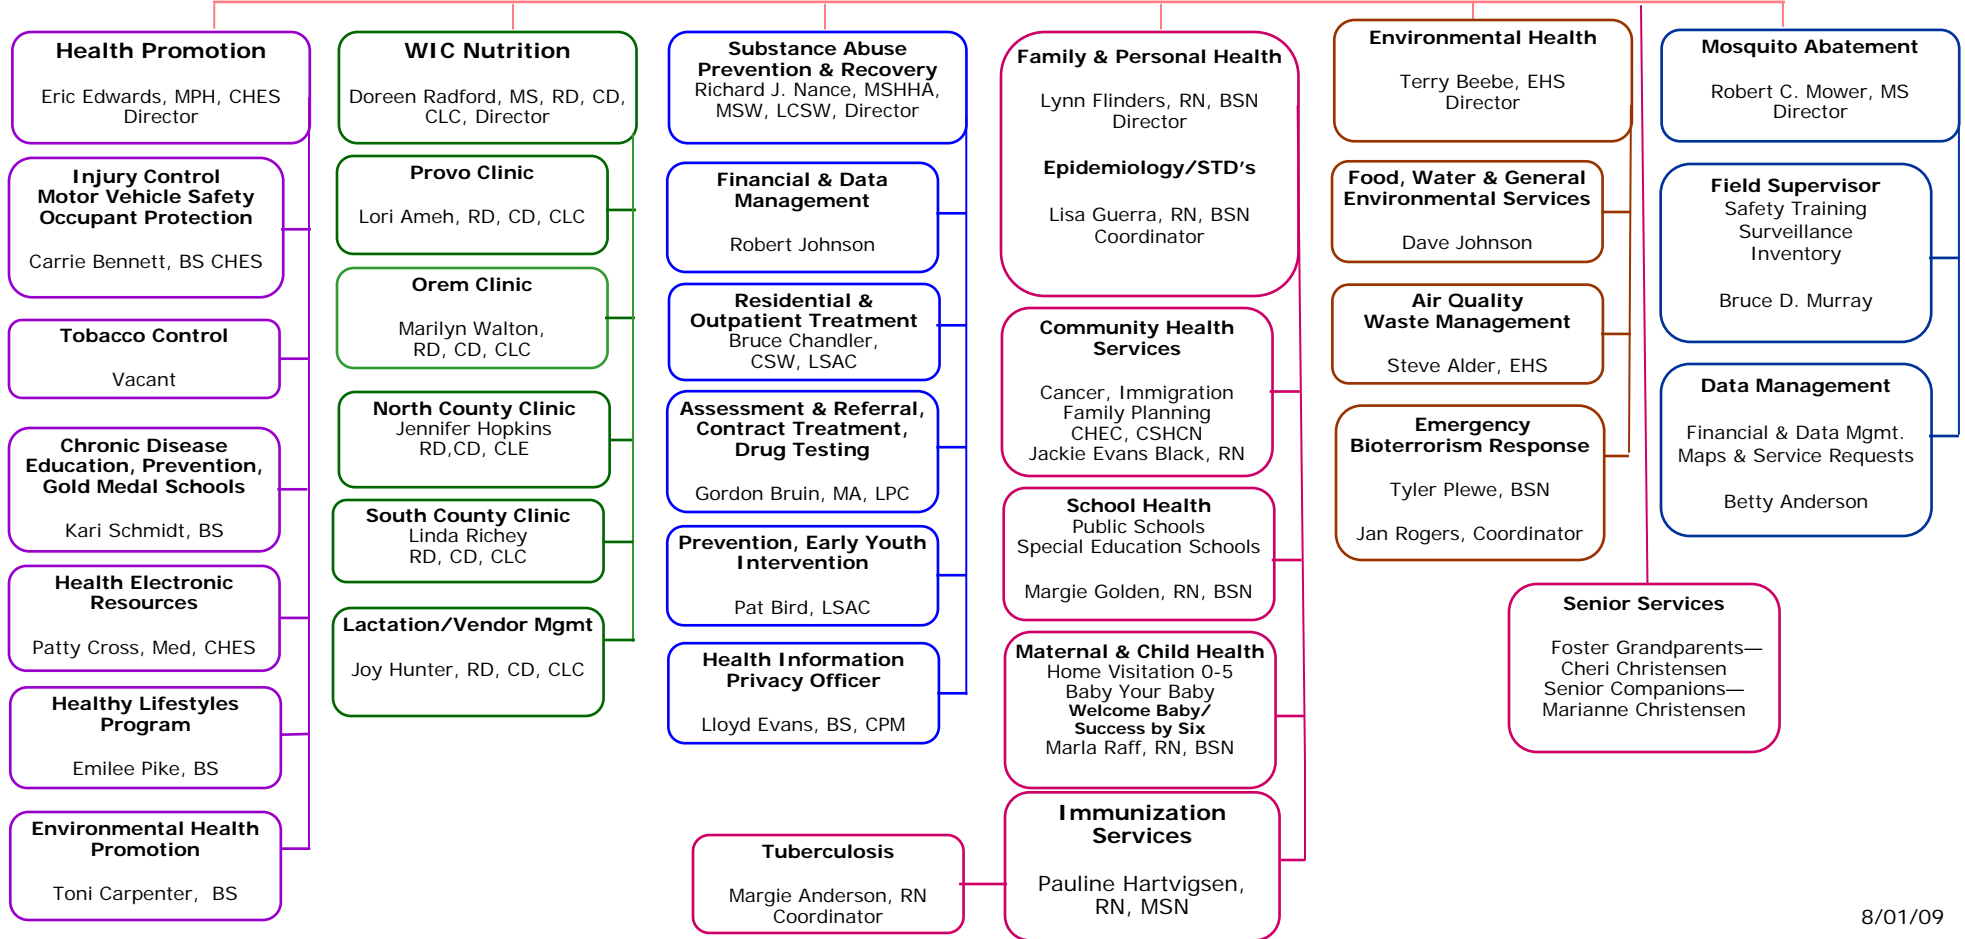 Health Promotion
Eric Edwards, MPH, CHES
Director
Injury Control
Motor Vehicle Safety
Occupant Protection
Carrie Bennett, BS CHES
Tobacco Control
Vacant
Chronic Disease
Education, Prevention,
Gold Medal Schools
Kari Schmidt, BS
Health Electronic
Resources
Patty Cross, Med, CHES
Healthy Lifestyles
Program
Emilee Pike, BS
Environmental Health
Promotion
Toni Carpenter, BS
WIC Nutrition
Doreen Radford, MS, RD, CD,
CLC, Director
Provo Clinic
Lori Ameh, RD, CD, CLC
Orem Clinic
Marilyn Walton,
RD, CD, CLC
North County Clinic
Jennifer Hopkins
RD,CD, CLE
South County Clinic
Linda Richey
RD, CD, CLC
Lactation/Vendor Mgmt
Joy Hunter, RD, CD, CLC
Substance Abuse
Prevention & Recovery
Richard J. Nance, MSHHA,
MSW, LCSW, Director
Financial & Data
Management
Robert Johnson
Residential &
Outpatient Treatment
Bruce Chandler,
CSW, LSAC
Assessment & Referral,
Contract Treatment,
Drug Testing
Gordon Bruin, MA, LPC
Prevention, Early Youth
Intervention
Pat Bird, LSAC
Health Information
Privacy Officer
Lloyd Evans, BS, CPM
Family & Personal Health
Lynn Flinders, RN, BSN
Director
Epidemiology/STD's
Lisa Guerra, RN, BSN
Coordinator
Community Health
Services
Cancer, Immigration
Family Planning
CHEC, CSHCN
Jackie Evans Black, RN
School Health
Public Schools
Special Education Schools
Margie Golden, RN, BSN
Maternal & Child Health
Home Visitation 0-5
Baby Your Baby
Welcome Baby/
Success by Six
Marla Raff, RN, BSN
Immunization
Services
Pauline Hartvigsen,
RN, MSN
Tuberculosis
Margie Anderson, RN
Coordinator
Environmental Health
Terry Beebe, EHS
Director
Food, Water & General
Environmental Services
Dave Johnson
Air Quality
Waste Management
Steve Alder, EHS
Emergency
Bioterrorism Response
Tyler Plewe, BSN
Jan Rogers, Coordinator
Senior Services
Foster Grandparents—
Cheri Christensen
Senior Companions—
Marianne Christensen
Mosquito Abatement
Robert C. Mower, MS
Director
Field Supervisor
Safety Training
Surveillance
Inventory
Bruce D. Murray
Data Management
Financial & Data Mgmt.
Maps & Service Requests
Betty Anderson
8/01/09